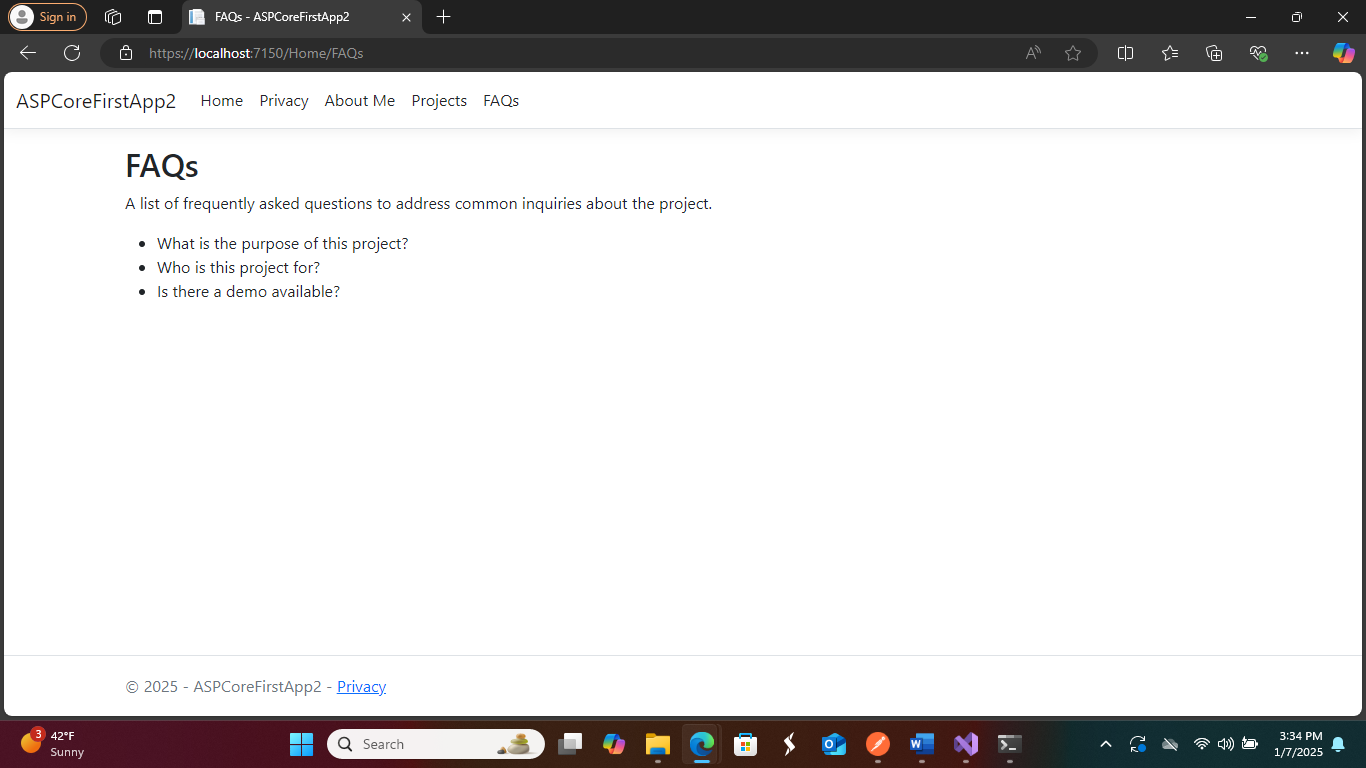 Sign in
FAQs - ASPCoreFirstApp2
https://localhost:7150/Home/FAQs
ASPCoreFirstApp2 Home Privacy About Me Projects FAQs
FAQs
A list of frequently asked questions to address common inquiries about the project.
What is the purpose of this project?
Who is this project for?
Is there a demo available?
© 2025 - ASPCoreFirstApp2 - Privacy
3
42°F
Sunny
Search
3:34 PM
1/7/2025